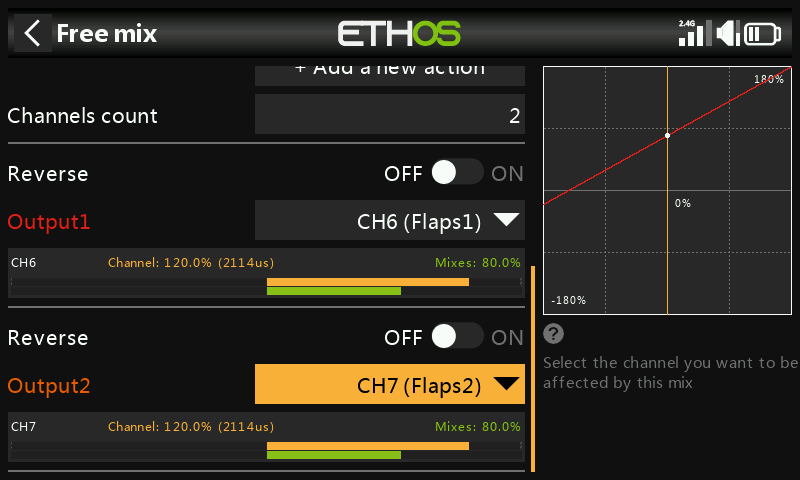 Free mix
ETHOS
2.4G
+ Add a new action
Channels count
2
Reverse
OFF ON
Output1
CH6 (Flaps1)
CH6 Channel: 120.0% (2114us) Mixes: 80.0%
Reverse
OFF ON
Output2
CH7 (Flaps2)
CH7 Channel: 120.0% (2114us) Mixes: 80.0%
180%
0%
-180%
?
Select the channel you want to be
affected by this mix